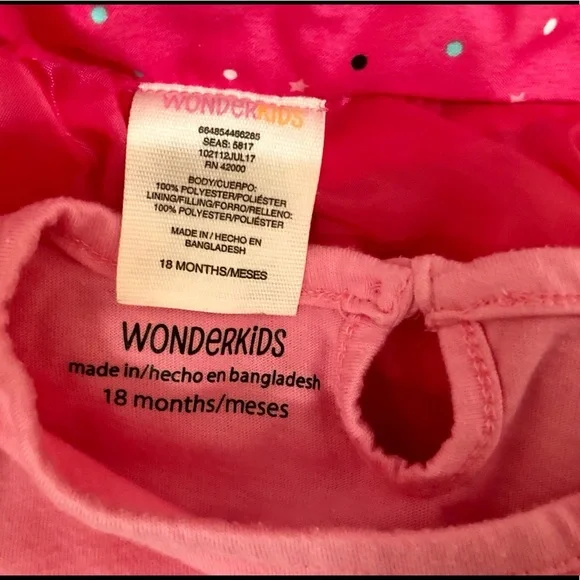 WONDERKIDS
664854466265
SEAS: 5817
102112JUL17
RN 42000
BODY/CUERPO:
100% POLYESTER/POLIÉSTER
LINING/FILLING/FORRO/RELLENO:
100% POLYESTER/POLIÉSTER
MADE IN / HECHO EN
BANGLADESH
18 MONTHS/MESES
WONDERKIDS
made in/hecho en bangladesh
18 months/meses